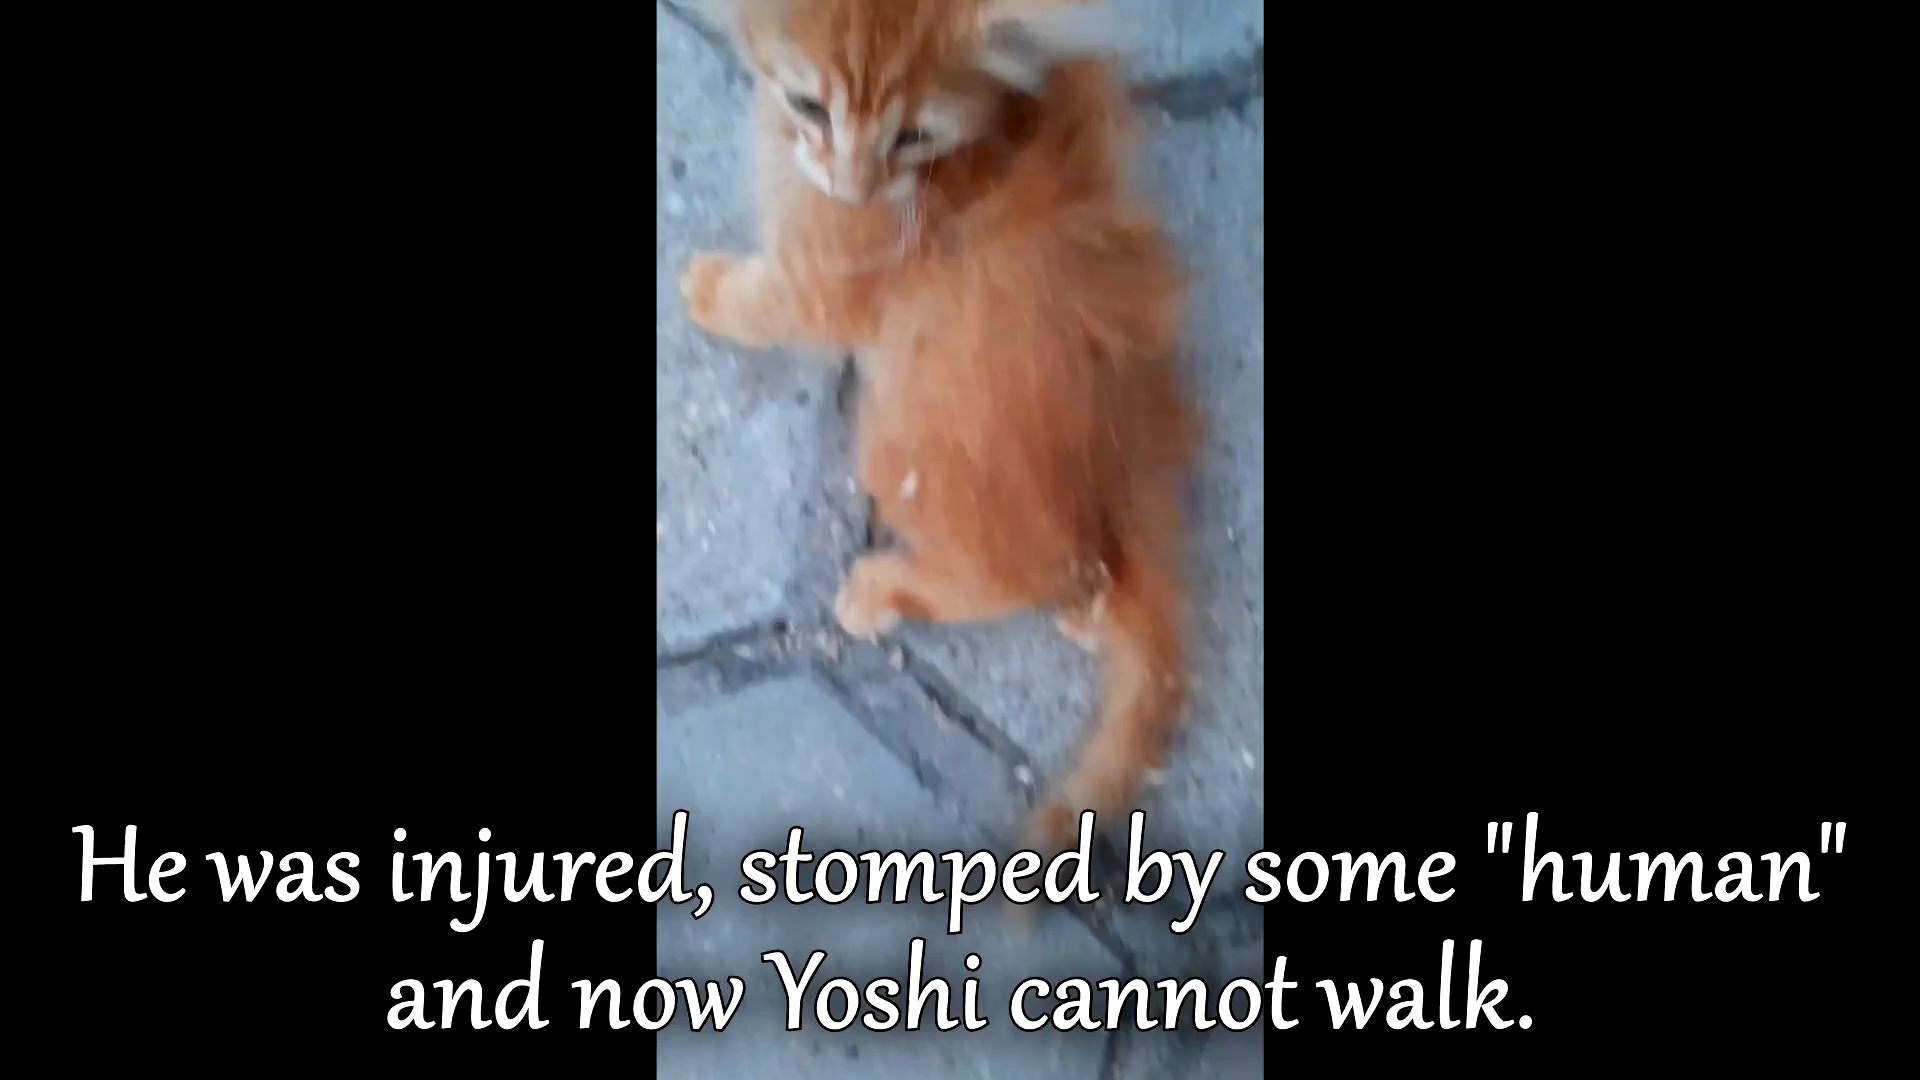 He was injured, stomped by some "human"
and now Yoshi cannot walk.